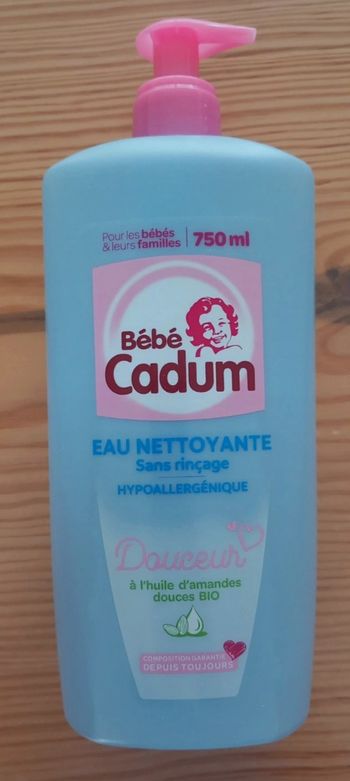 Pour les bébés
& leurs familles
750 ml
Bébé
Cadum
EAU NETTOYANTE
Sans rinçage
HYPOALLERGÉNIQUE
Douceur
à l'huile d'amandes
douces BIO
COMPOSITION GARANTIE
DEPUIS TOUJOURS